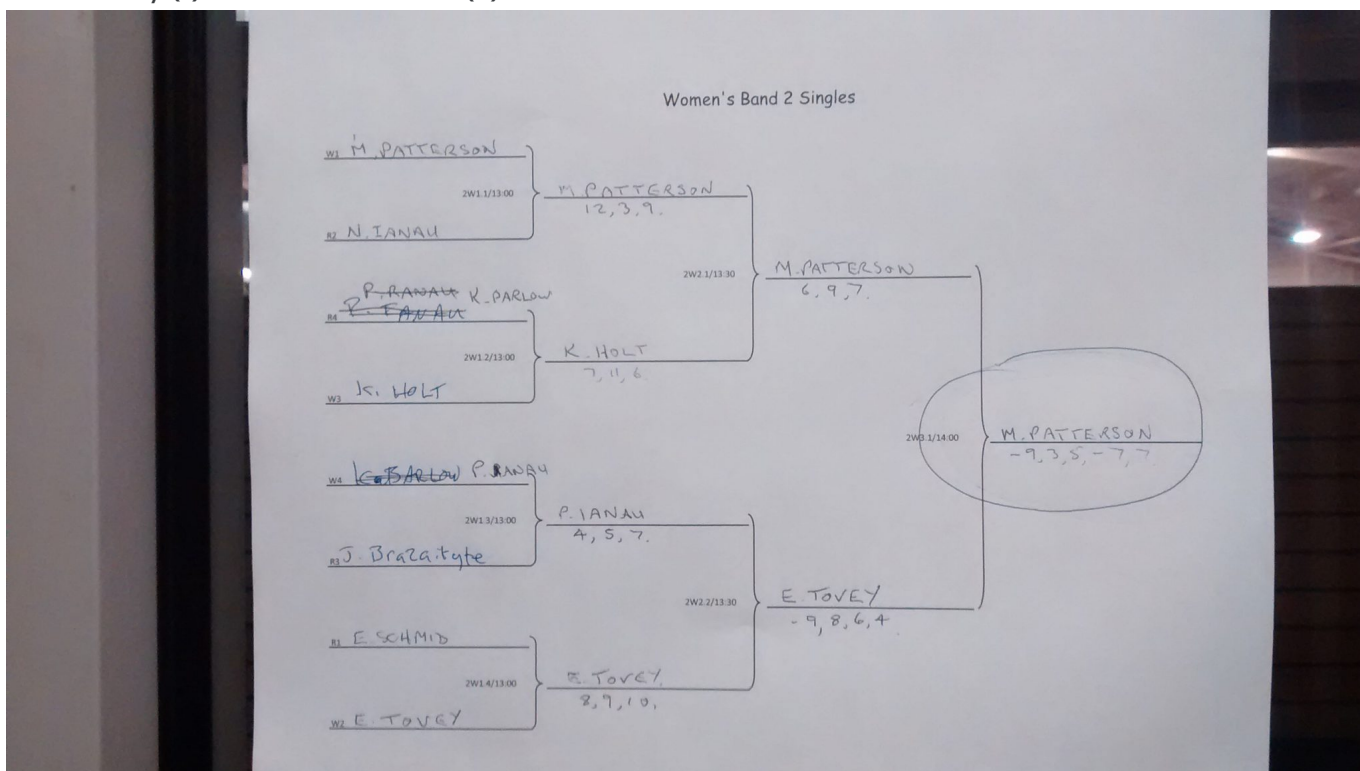 Women's Band 2 Singles
W1 M. PATTERSON
2W1.1/13:00
M. PATTERSON
12, 3, 9.
R2 N. IANAU
2W2.1/13:30
M. PATTERSON
6, 9, 7.
P. RANAU K. PARLOW
R4 P. IANAU
2W1.2/13:00
K. HOLT
7, 11, 6
W3 K. HOLT
2W3.1/14:00
M. PATTERSON
-9, 3, 5, -7, 7
W4 K. BARLOW P. RANAU
2W1.3/13:00
P. IANAU
4, 5, 7.
R3 J. Brazaityte
2W2.2/13:30
E. TOVEY
-9, 8, 6, 4
R1 E. SCHMID
2W1.4/13:00
E. TOVEY
8, 9, 10,
W2 E. TOVEY